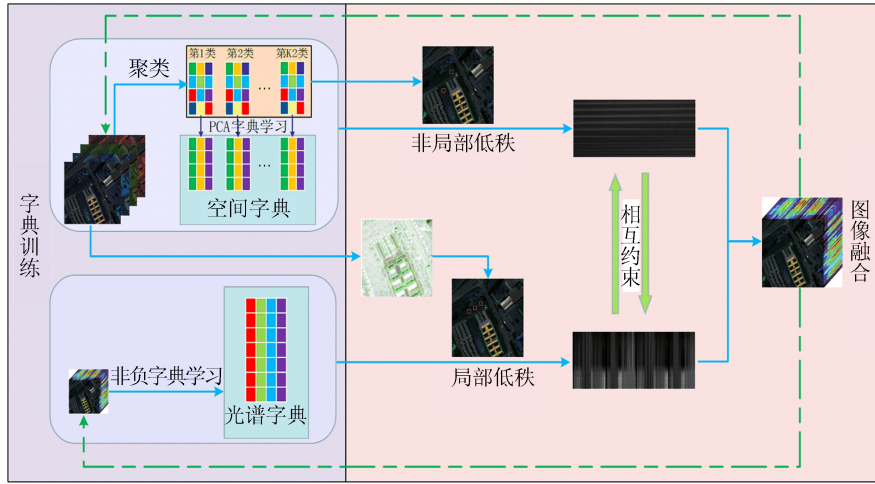 第1类 第2类 第K2类
聚类
...
PCA字典学习
...
空间字典
非局部低秩
字典训练
相互约束
图像融合
非负字典学习
光谱字典
局部低秩